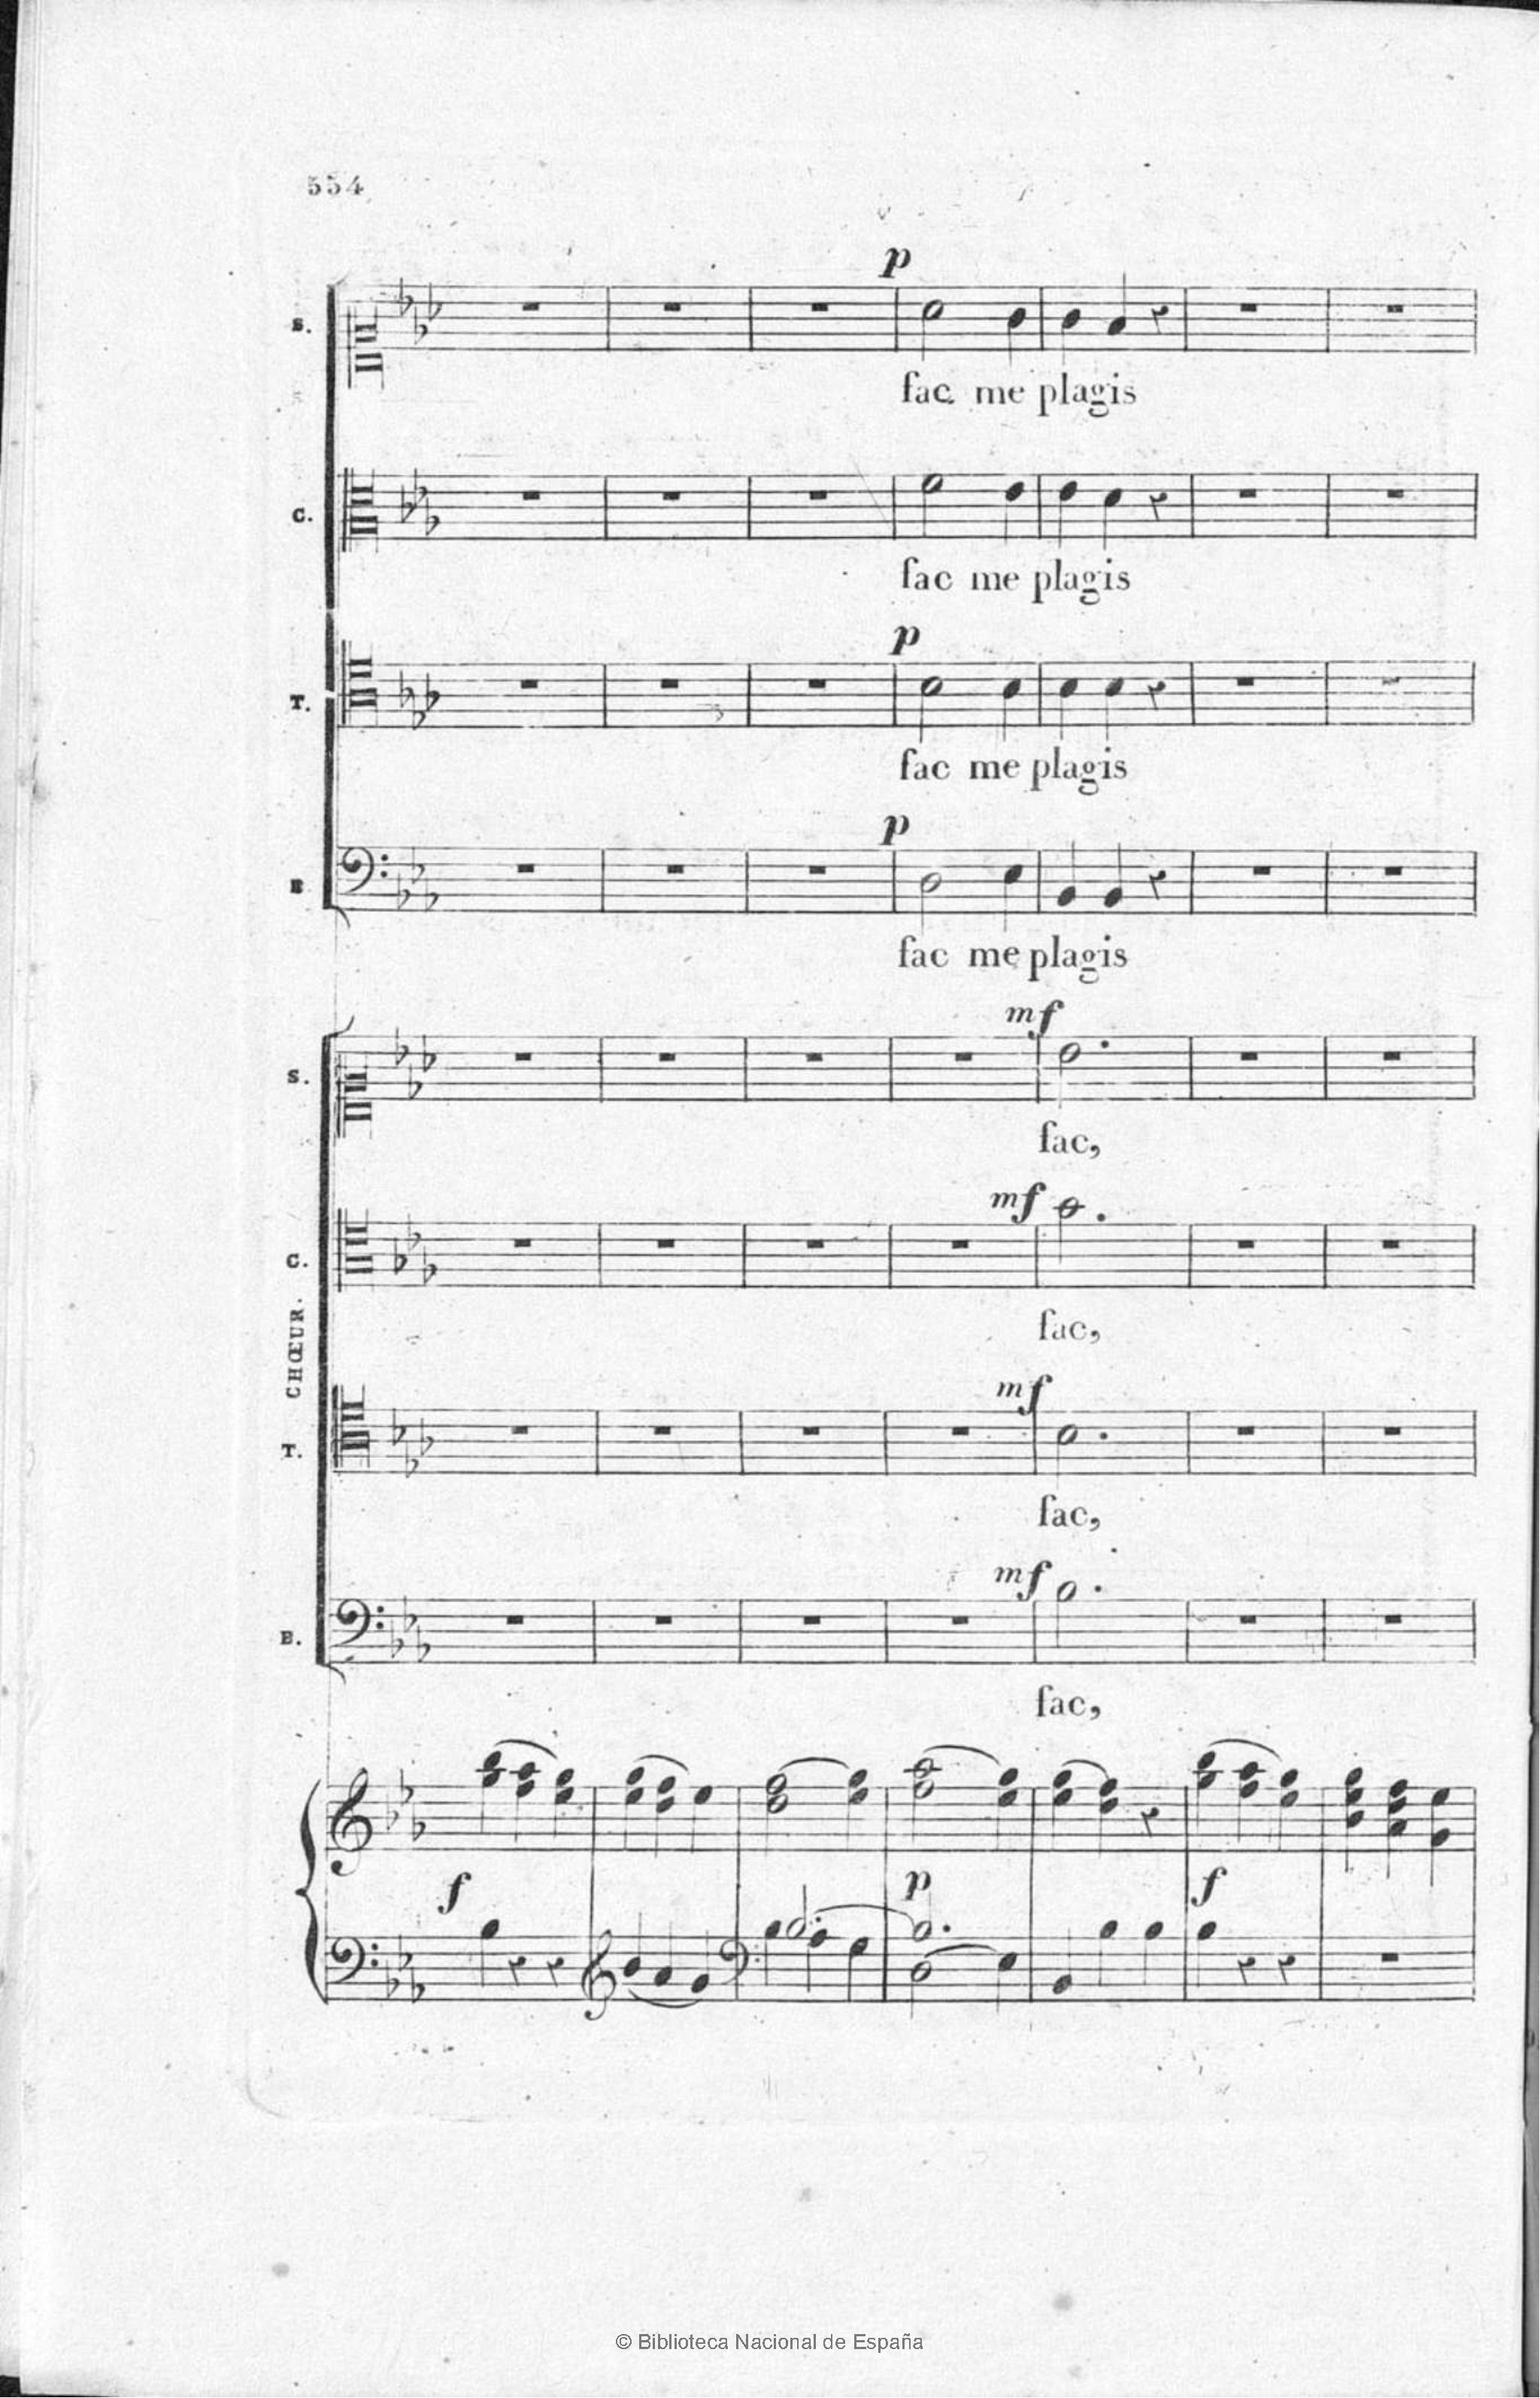 554
p
S.
fac me plagis
C.
fac me plagis
p
T.
fac me plagis
p
B
fac me plagis
mf
S.
fac,
mf
C.
fac,
CHŒUR.
mf
T.
fac,
mf
B.
fac,
f p f
© Biblioteca Nacional de España